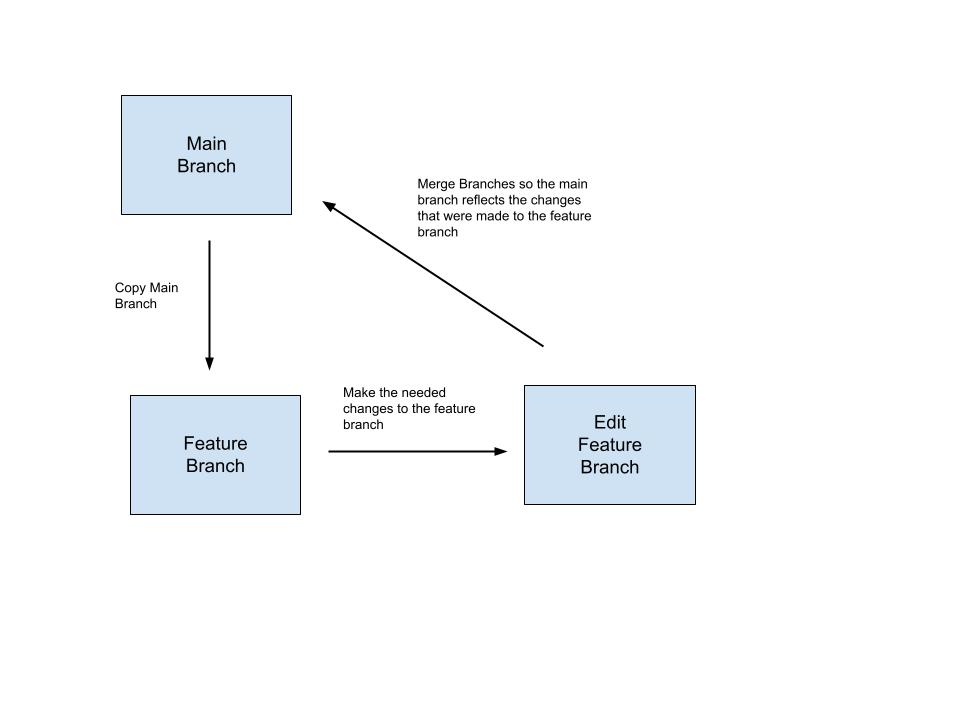 Main
Branch
Merge Branches so the main
branch reflects the changes
that were made to the feature
branch
Copy Main
Branch
Make the needed
changes to the feature
branch
Feature
Branch
Edit
Feature
Branch